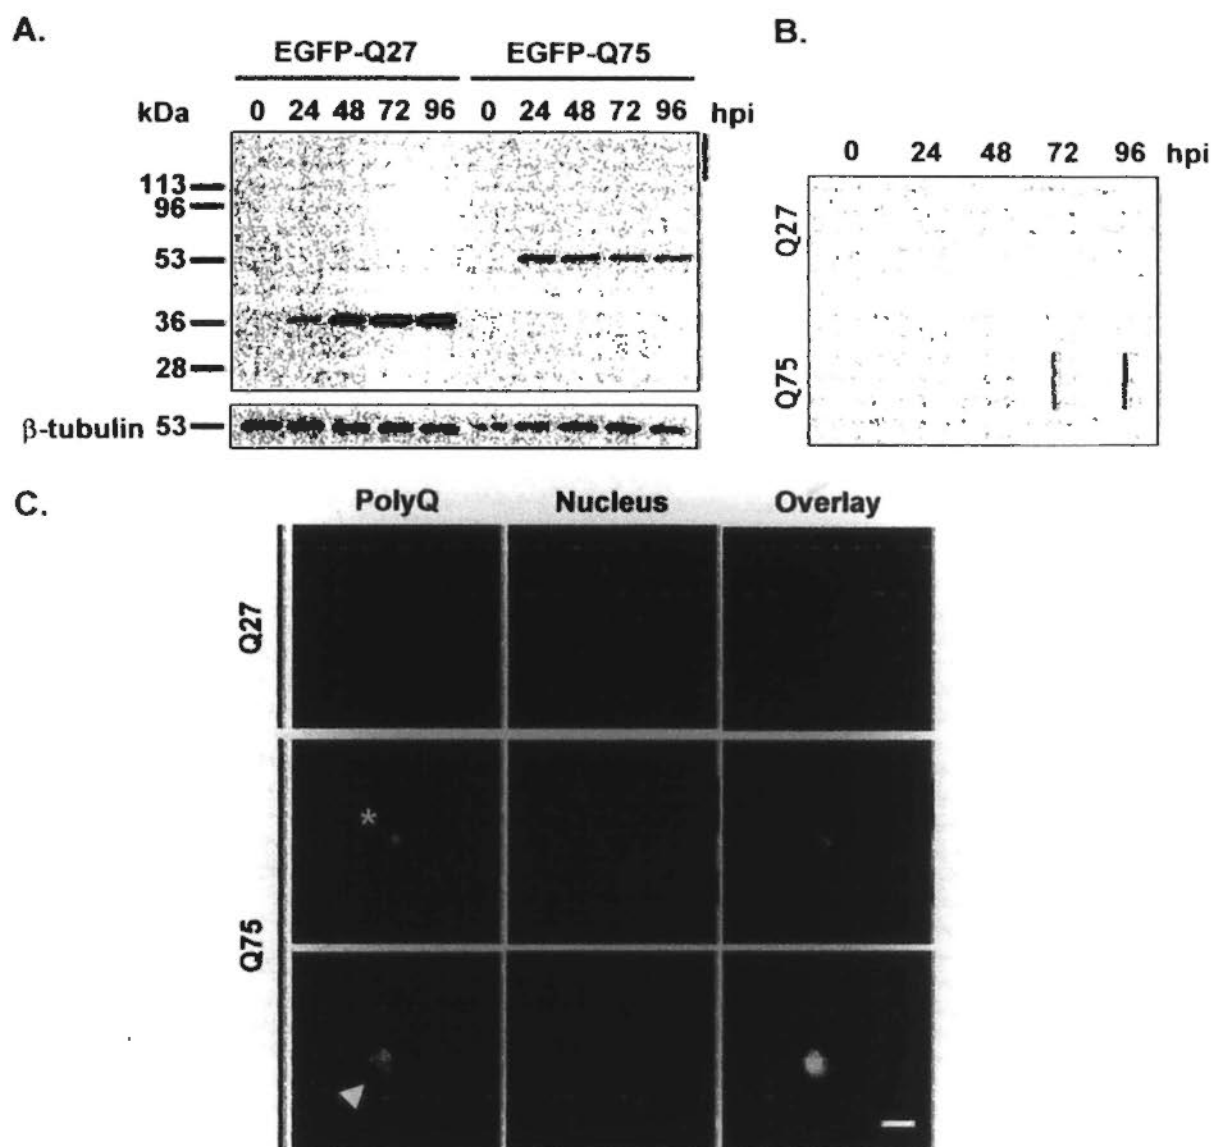 A.
EGFP-Q27 EGFP-Q75
kDa 0 24 48 72 96 0 24 48 72 96 hpi
113
96
53
36
28
β-tubulin 53
B.
0 24 48 72 96 hpi
Q27
Q75
C.
PolyQ Nucleus Overlay
Q27
*
Q75